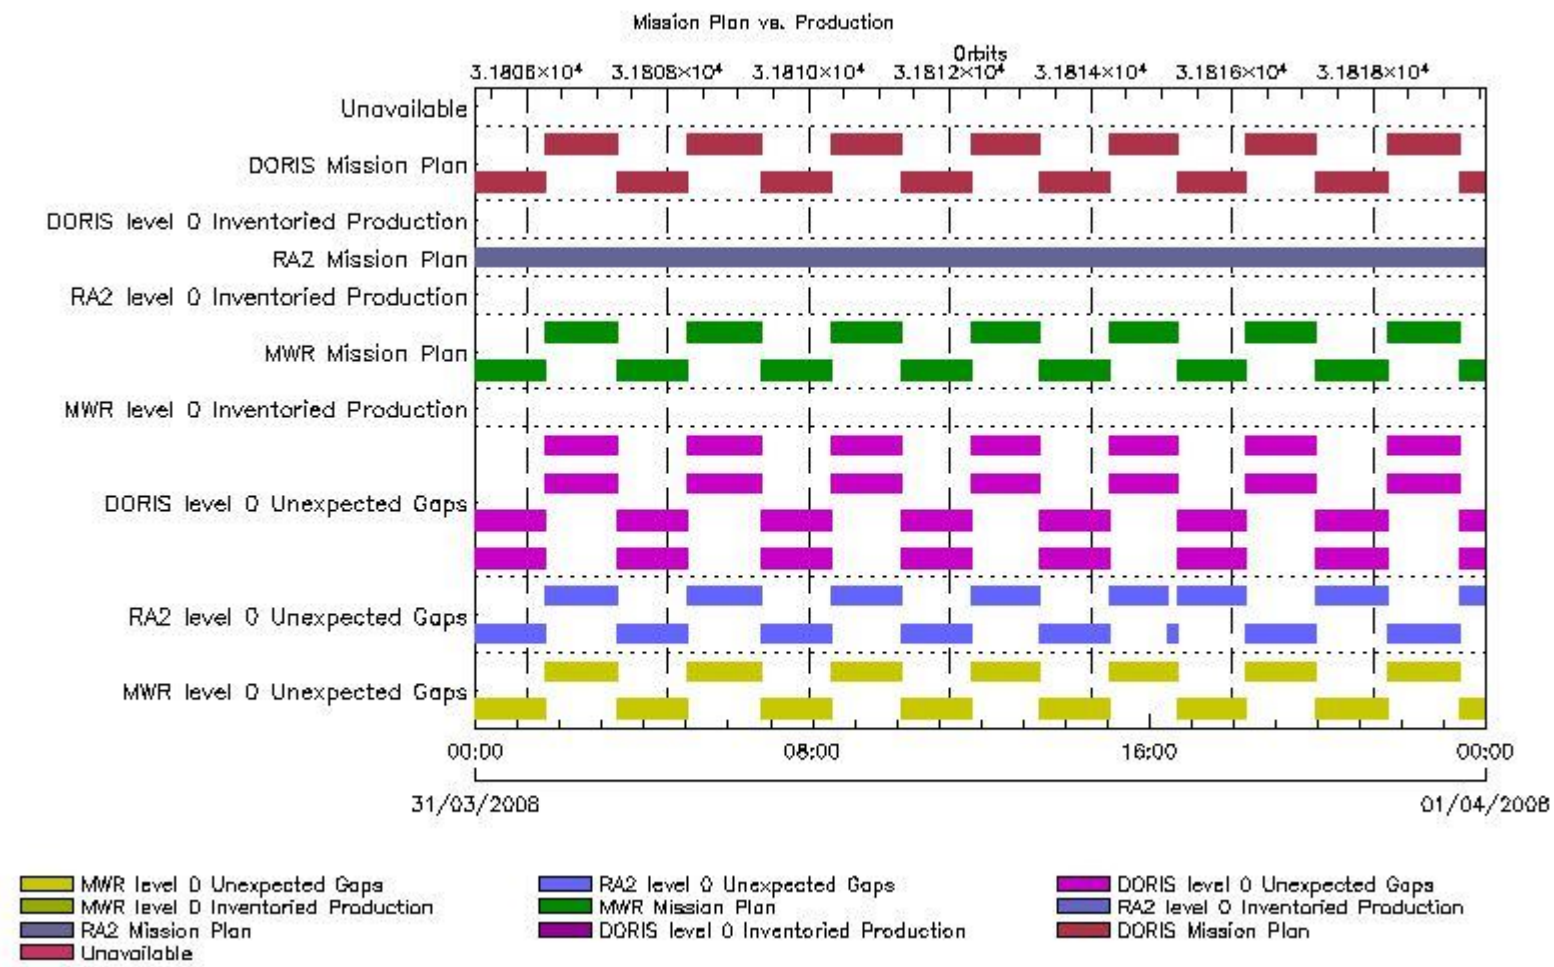 Mission Plan vs. Production
Orbits
3.1806×10⁴ 3.1808×10⁴ 3.1810×10⁴ 3.1812×10⁴ 3.1814×10⁴ 3.1816×10⁴ 3.1818×10⁴
Unavailable
DORIS Mission Plan
DORIS level 0 Inventoried Production
RA2 Mission Plan
RA2 level 0 Inventoried Production
MWR Mission Plan
MWR level 0 Inventoried Production
DORIS level 0 Unexpected Gaps
RA2 level 0 Unexpected Gaps
MWR level 0 Unexpected Gaps
00:00 08:00 16:00 00:00
31/03/2008 01/04/2008
MWR level 0 Unexpected Gaps RA2 level 0 Unexpected Gaps DORIS level 0 Unexpected Gaps
MWR level 0 Inventoried Production MWR Mission Plan RA2 level 0 Inventoried Production
RA2 Mission Plan DORIS level 0 Inventoried Production DORIS Mission Plan
Unavailable